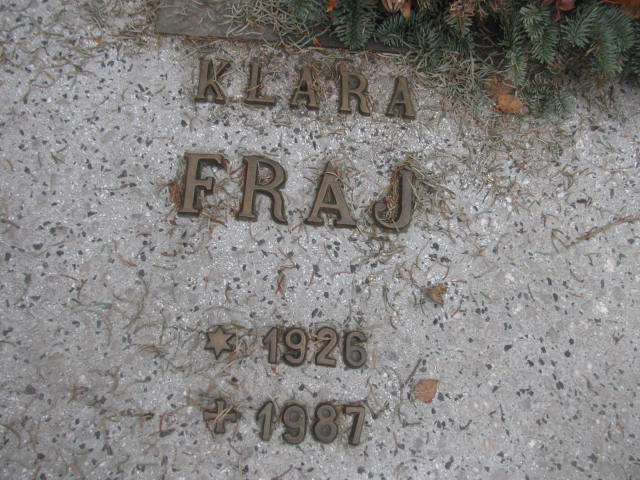 KLARA
FRAJ
* 1926
+ 1987